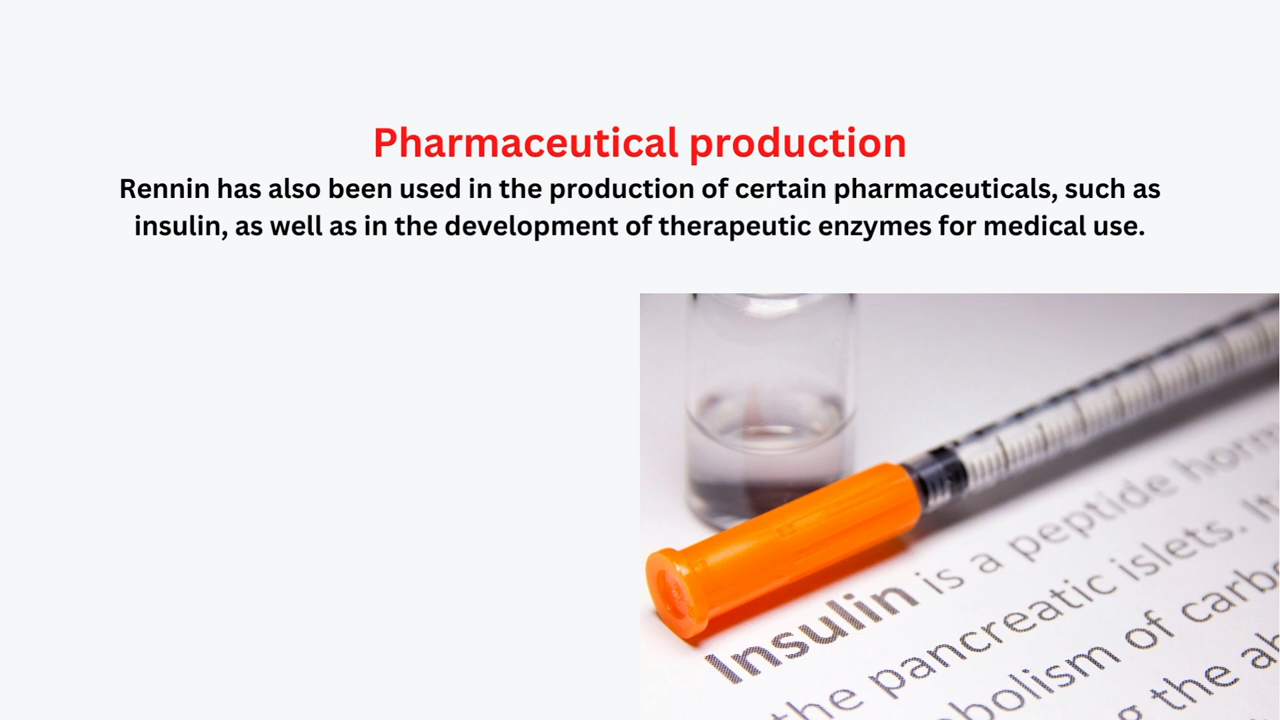 Pharmaceutical production
Rennin has also been used in the production of certain pharmaceuticals, such as
insulin, as well as in the development of therapeutic enzymes for medical use.
Insulin is a peptide horm
the pancreatic islets. It
bolism of carbo
the ab